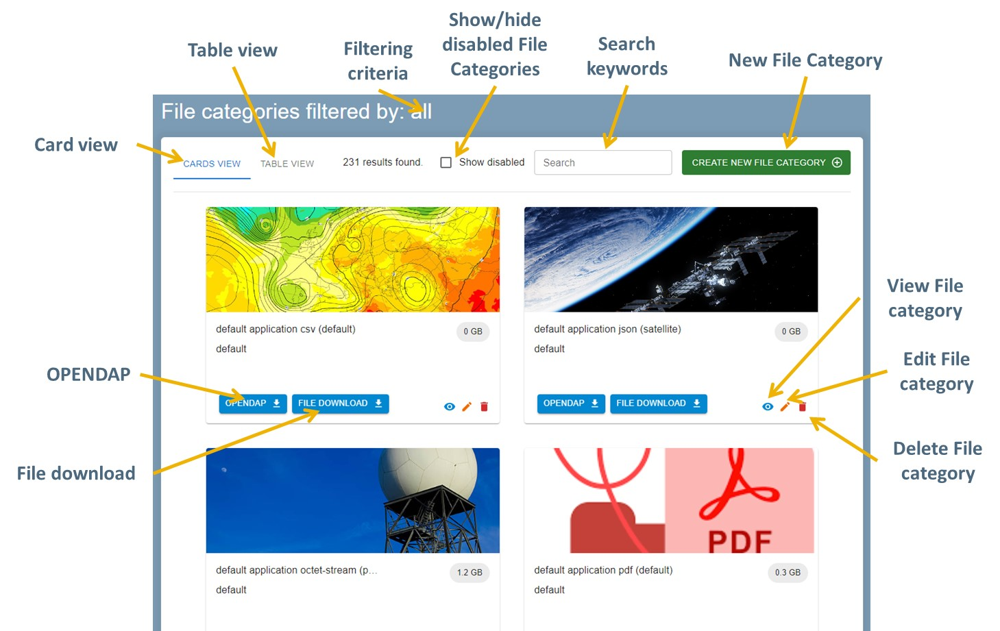 Show/hide
disabled File
Categories
Table view
Filtering
criteria
Search
keywords
New File Category
File categories filtered by: all
Card view
CARDS VIEW
TABLE VIEW
231 results found.
Show disabled
Search
CREATE NEW FILE CATEGORY
default application csv (default)
0 GB
default
OPENDAP
FILE DOWNLOAD
default application json (satellite)
0 GB
default
OPENDAP
FILE DOWNLOAD
View File
category
Edit File
category
Delete File
category
OPENDAP
File download
default application octet-stream (p...
1.2 GB
default
PDF
default application pdf (default)
0.3 GB
default